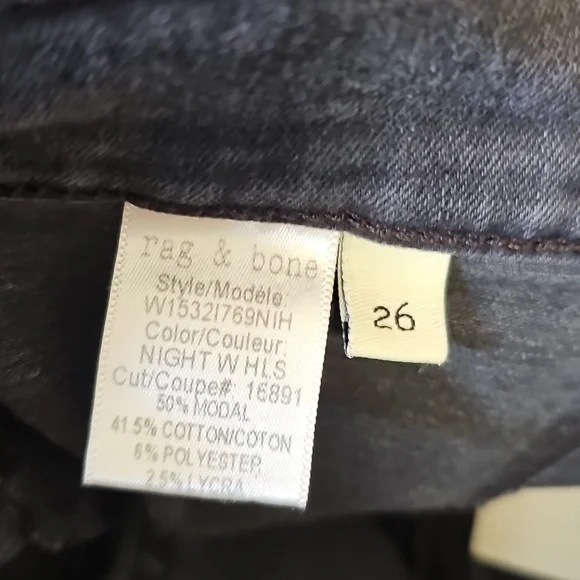 rag & bone
Style/Modèle:
W1532I769NIH
Color/Couleur:
NIGHT W HLS
Cut/Coupe#: 16891
50% MODAL
41.5% COTTON/COTON
6% POLYESTER
2.5% LYCRA
26